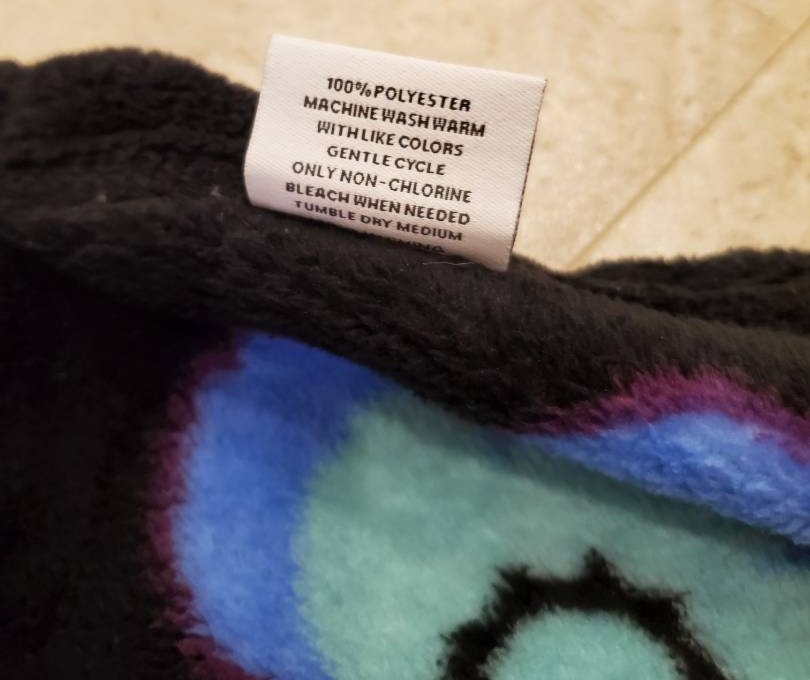 100% POLYESTER
MACHINE WASH WARM
WITH LIKE COLORS
GENTLE CYCLE
ONLY NON-CHLORINE
BLEACH WHEN NEEDED
TUMBLE DRY MEDIUM